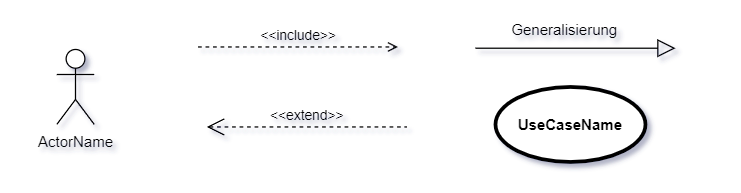 <<include>>
Generalisierung
<<extend>>
UseCaseName
ActorName